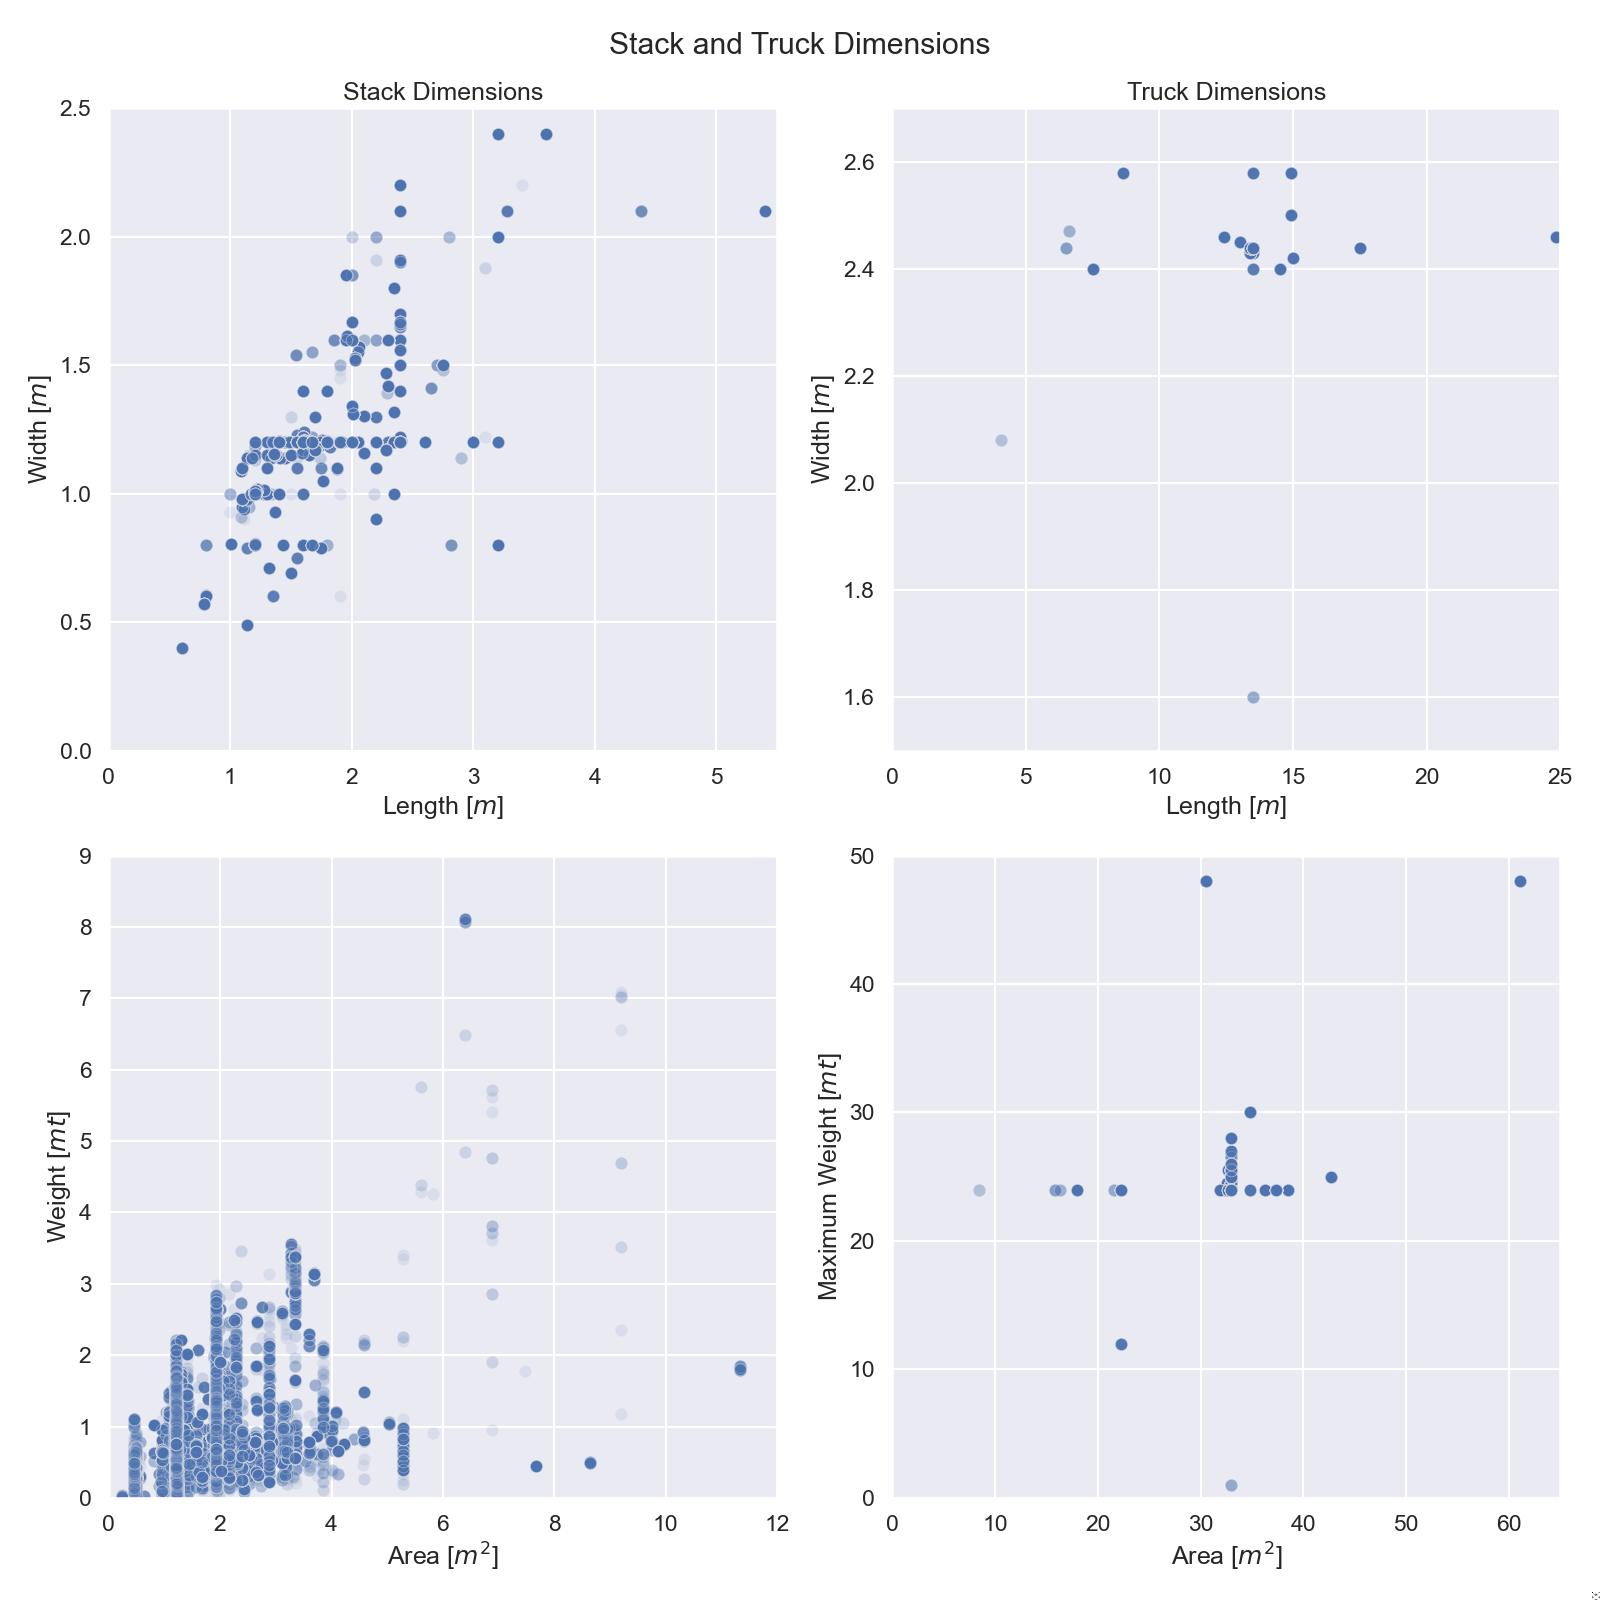 Stack and Truck Dimensions
Stack Dimensions
2.5
2.0
1.5
1.0
0.5
0.0
Width [m]
0 1 2 3 4 5
Length [m]
Truck Dimensions
2.6
2.4
2.2
2.0
1.8
1.6
Width [m]
0 5 10 15 20 25
Length [m]
9
8
7
6
5
4
3
2
1
0
Weight [mt]
0 2 4 6 8 10 12
Area [m²]
50
40
30
20
10
0
Maximum Weight [mt]
0 10 20 30 40 50 60
Area [m²]